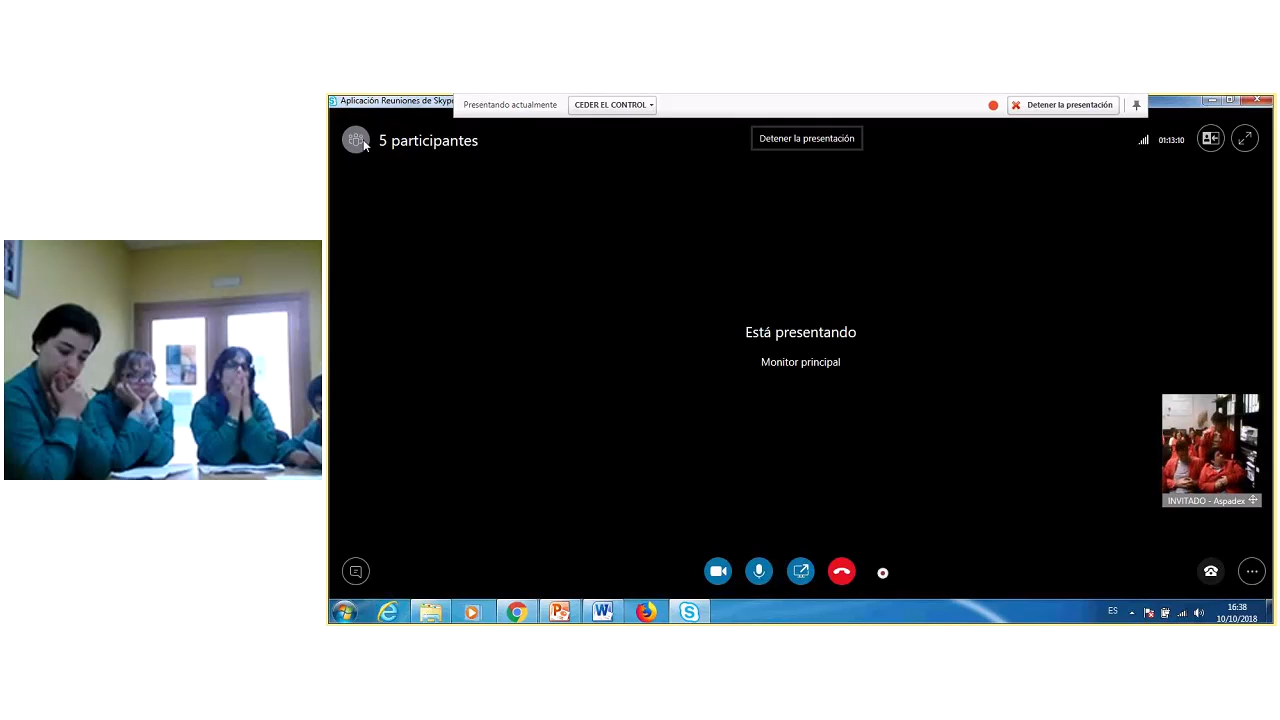 Aplicación Reuniones de Skype
Presentando actualmente
CEDER EL CONTROL
Detener la presentación
5 participantes
Detener la presentación
01:13:10
Está presentando
Monitor principal
INVITADO - Aspadex
ES
16:38
10/10/2018